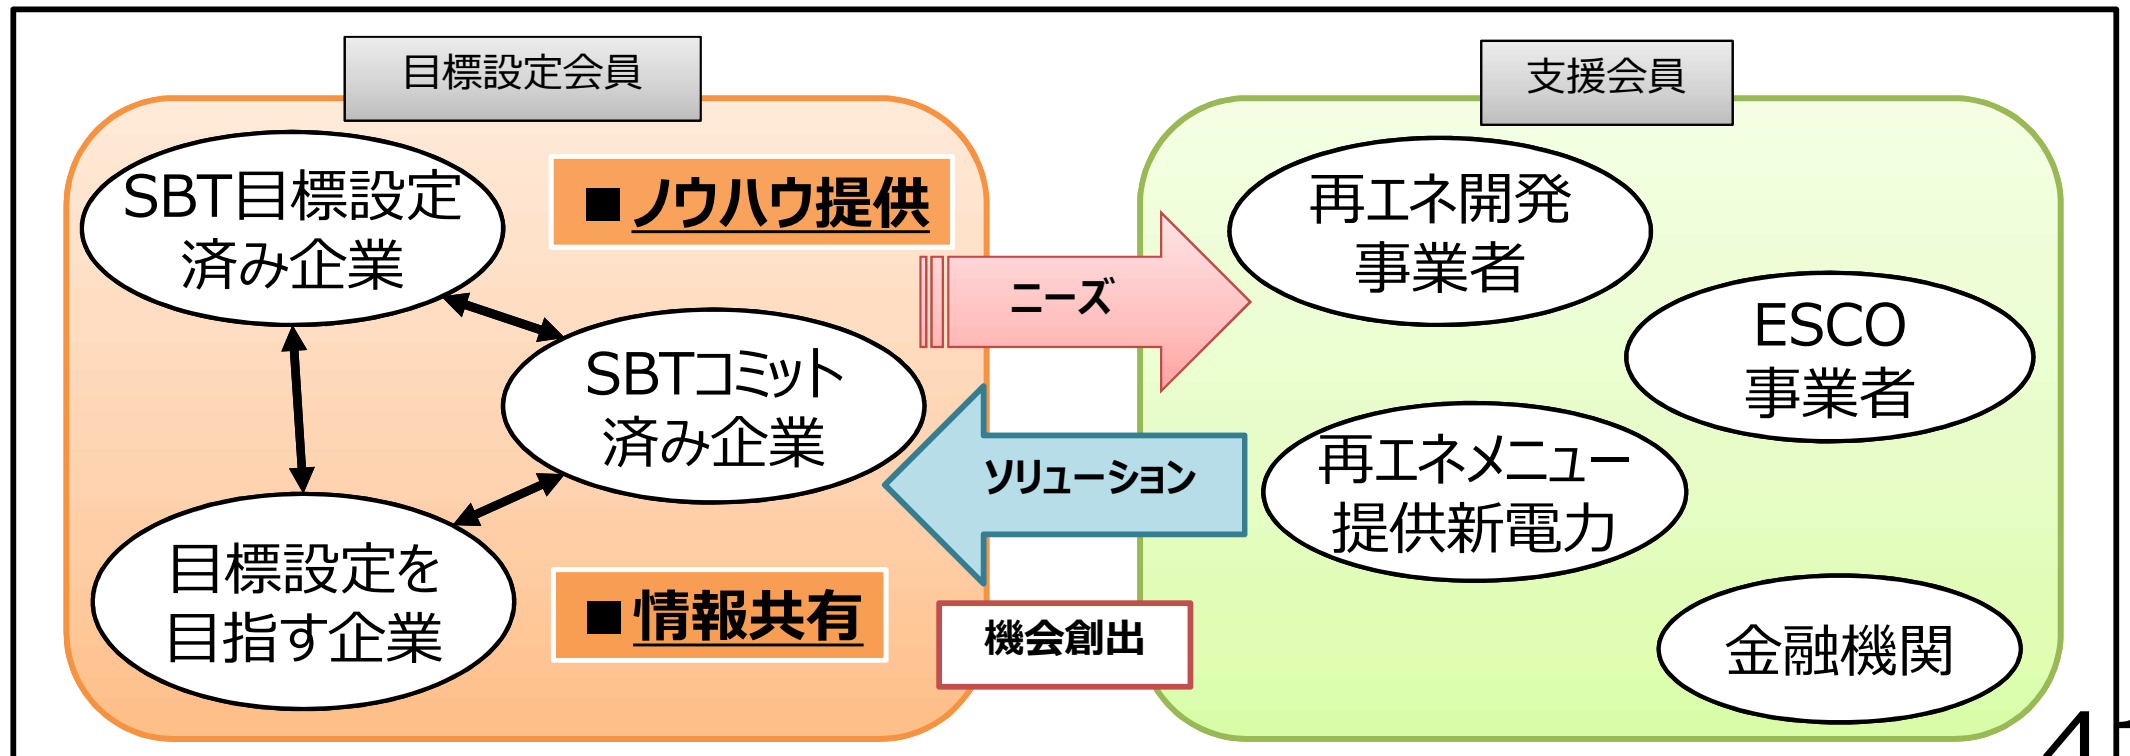 目標設定会員
SBT目標設定
済み企業
■ノウハウ提供
SBTコミット
済み企業
目標設定を
目指す企業
■情報共有
ニーズ
ソリューション
機会創出
支援会員
再エネ開発
事業者
ESCO
事業者
再エネメニュー
提供新電力
金融機関